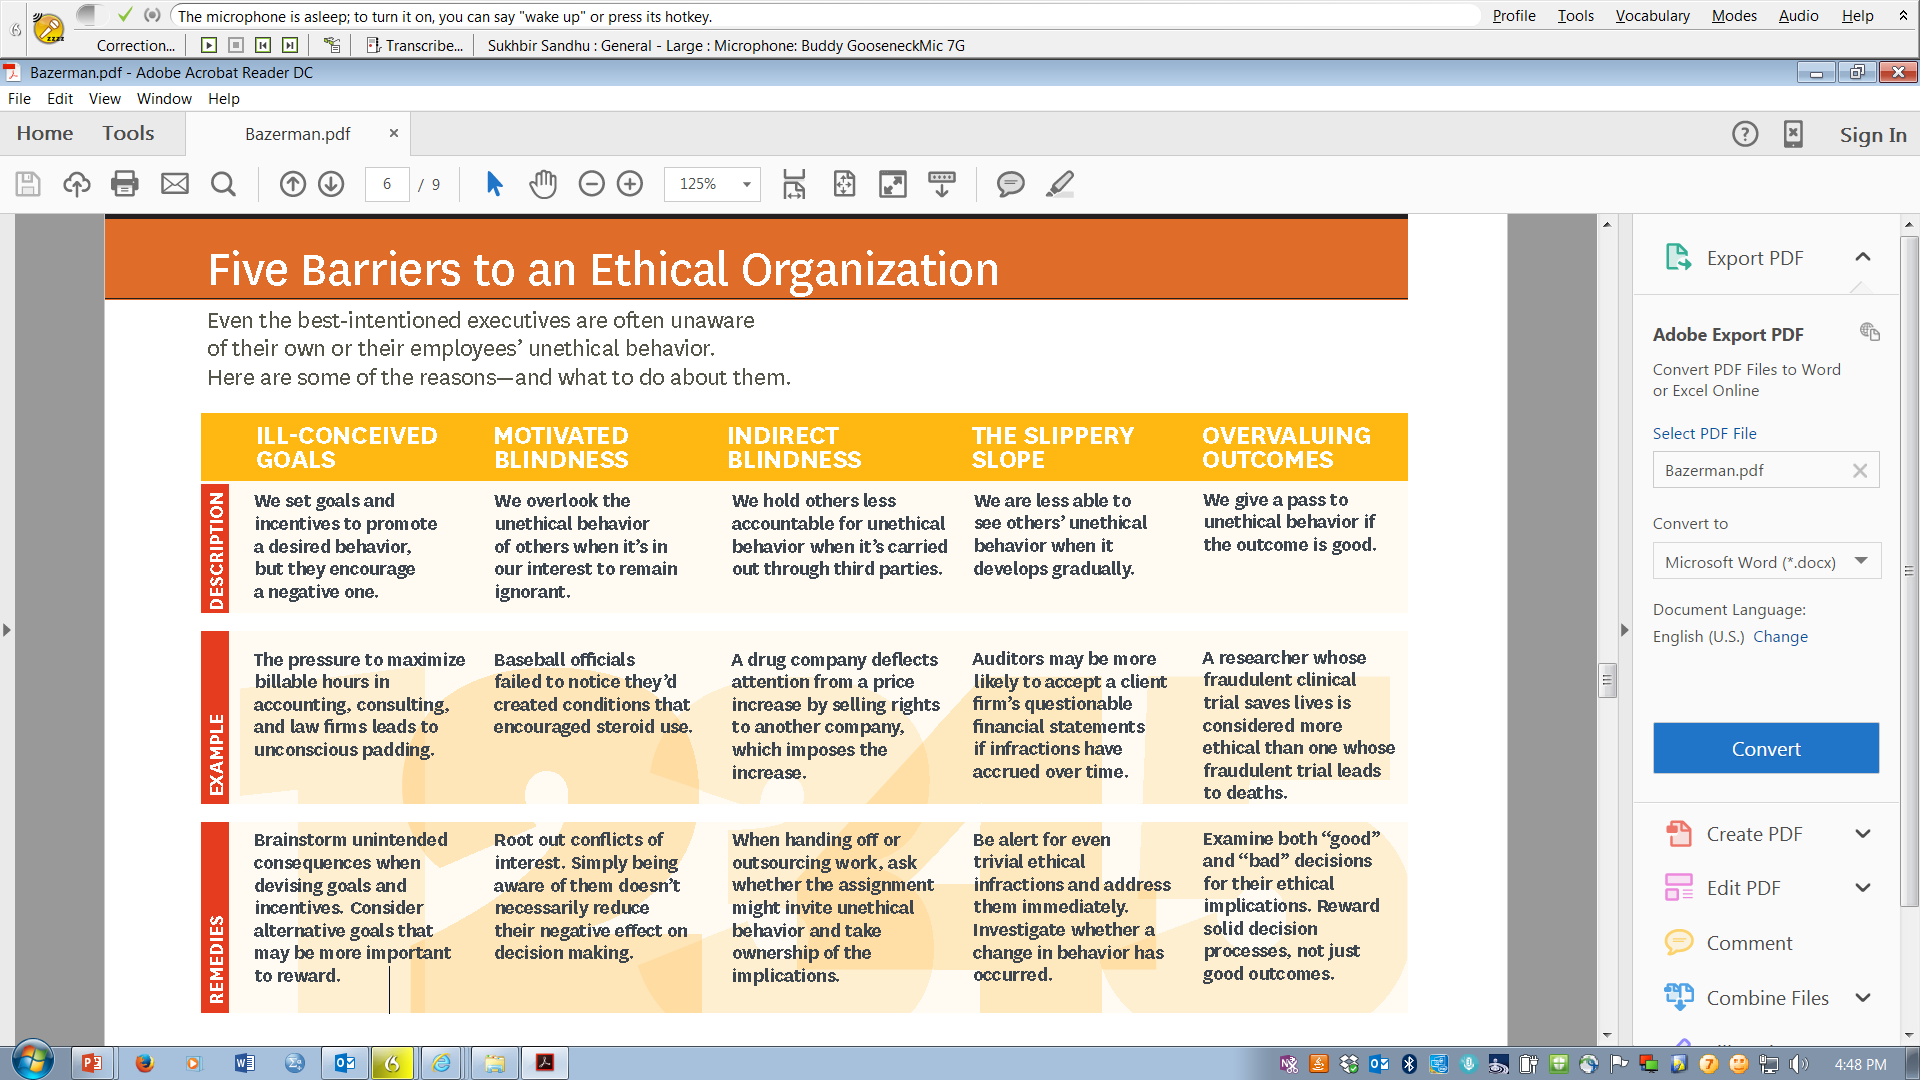 The microphone is asleep; to turn it on, you can say "wake up" or press its hotkey.
Profile Tools Vocabulary Modes Audio Help
Correction... Transcribe... Sukhbir Sandhu : General - Large : Microphone: Buddy GooseneckMic 7G
Bazerman.pdf - Adobe Acrobat Reader DC
File Edit View Window Help
Home Tools Bazerman.pdf Sign In
6 / 9 125%
Five Barriers to an Ethical Organization
Even the best-intentioned executives are often unaware
of their own or their employees’ unethical behavior.
Here are some of the reasons—and what to do about them.
ILL-CONCEIVED
GOALS
MOTIVATED
BLINDNESS
INDIRECT
BLINDNESS
THE SLIPPERY
SLOPE
OVERVALUING
OUTCOMES
DESCRIPTION
We set goals and
incentives to promote
a desired behavior,
but they encourage
a negative one.
We overlook the
unethical behavior
of others when it’s in
our interest to remain
ignorant.
We hold others less
accountable for unethical
behavior when it’s carried
out through third parties.
We are less able to
see others’ unethical
behavior when it
develops gradually.
We give a pass to
unethical behavior if
the outcome is good.
EXAMPLE
The pressure to maximize
billable hours in
accounting, consulting,
and law firms leads to
unconscious padding.
Baseball officials
failed to notice they’d
created conditions that
encouraged steroid use.
A drug company deflects
attention from a price
increase by selling rights
to another company,
which imposes the
increase.
Auditors may be more
likely to accept a client
firm’s questionable
financial statements
if infractions have
accrued over time.
A researcher whose
fraudulent clinical
trial saves lives is
considered more
ethical than one whose
fraudulent trial leads
to deaths.
REMEDIES
Brainstorm unintended
consequences when
devising goals and
incentives. Consider
alternative goals that
may be more important
to reward.
Root out conflicts of
interest. Simply being
aware of them doesn’t
necessarily reduce
their negative effect on
decision making.
When handing off or
outsourcing work, ask
whether the assignment
might invite unethical
behavior and take
ownership of the
implications.
Be alert for even
trivial ethical
infractions and address
them immediately.
Investigate whether a
change in behavior has
occurred.
Examine both “good”
and “bad” decisions
for their ethical
implications. Reward
solid decision
processes, not just
good outcomes.
Export PDF
Adobe Export PDF
Convert PDF Files to Word
or Excel Online
Select PDF File
Bazerman.pdf
Convert to
Microsoft Word (*.docx)
Document Language:
English (U.S.) Change
Convert
Create PDF
Edit PDF
Comment
Combine Files
4:48 PM